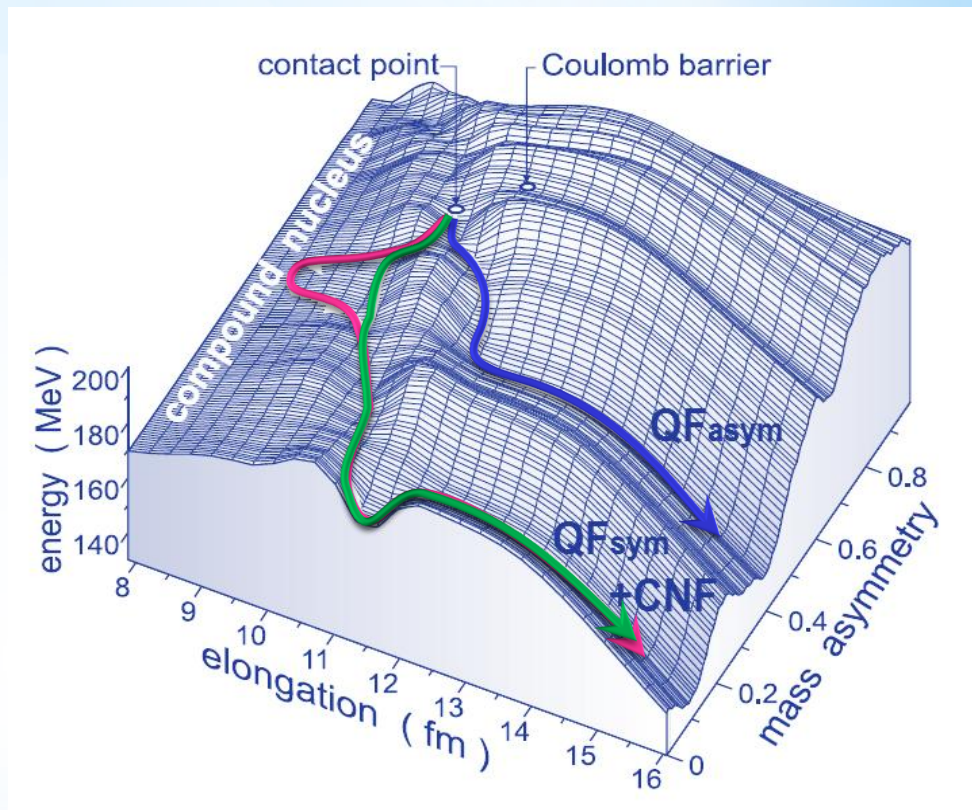 contact point
Coulomb barrier
compound nucleus
energy ( MeV )
200
180
160
140
8
9
10
11
12
13
14
15
16
elongation ( fm )
0
0.2
0.4
0.6
0.8
mass asymmetry
QFasym
QFsym
+CNF